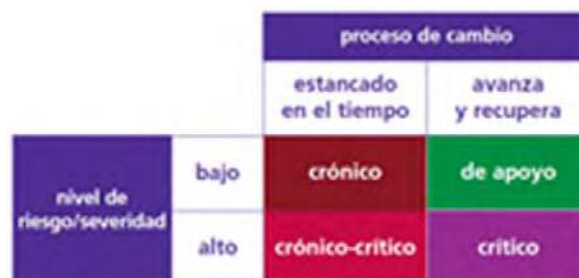 proceso de cambio
estancado
en el tiempo
avanza
y recupera
nivel de
riesgo/severidad
bajo
crónico
de apoyo
alto
crónico-crítico
crítico